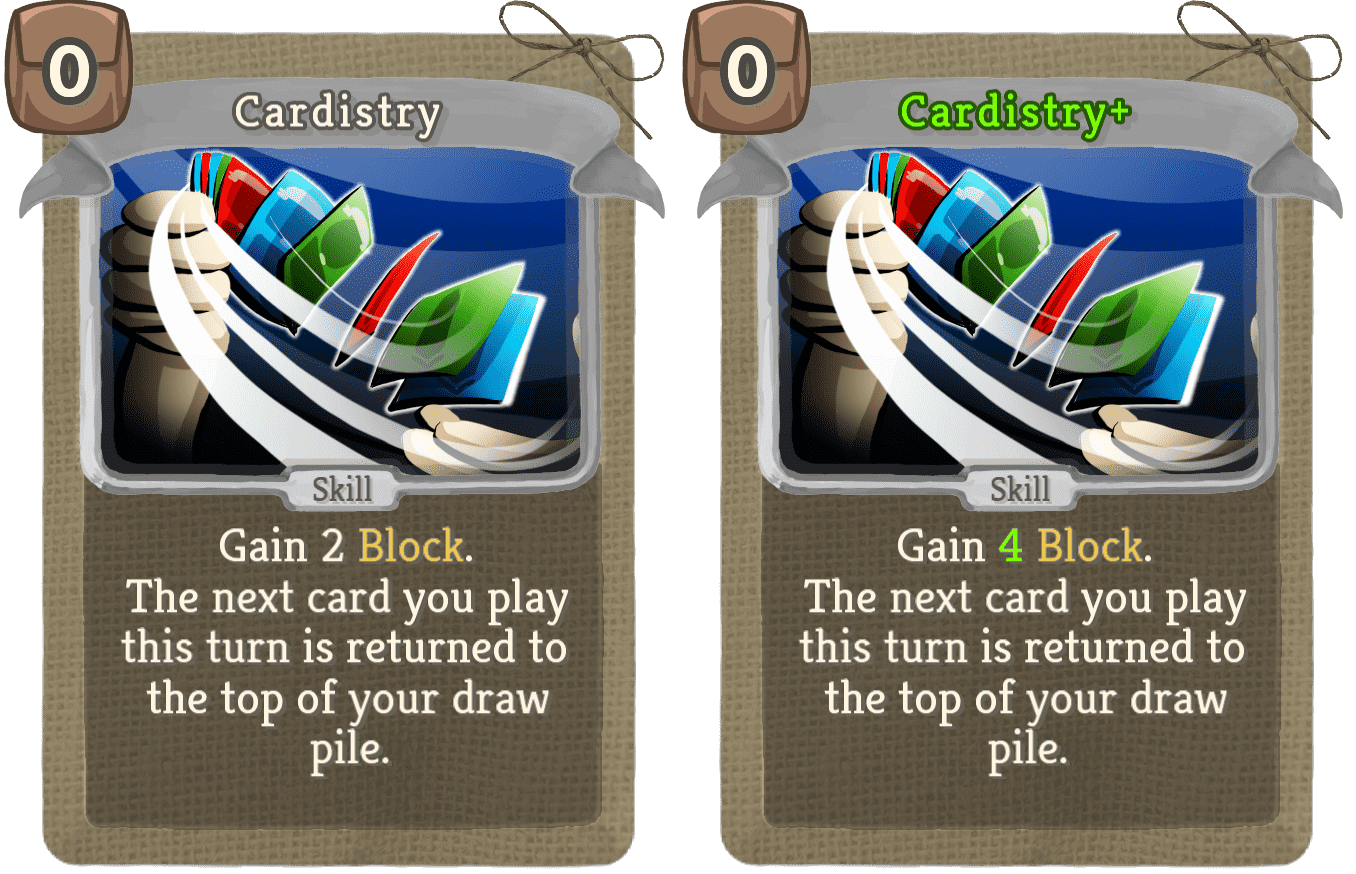 0
Cardistry
Skill
Gain 2 Block.
The next card you play
this turn is returned to
the top of your draw
pile.
0
Cardistry+
Skill
Gain 4 Block.
The next card you play
this turn is returned to
the top of your draw
pile.